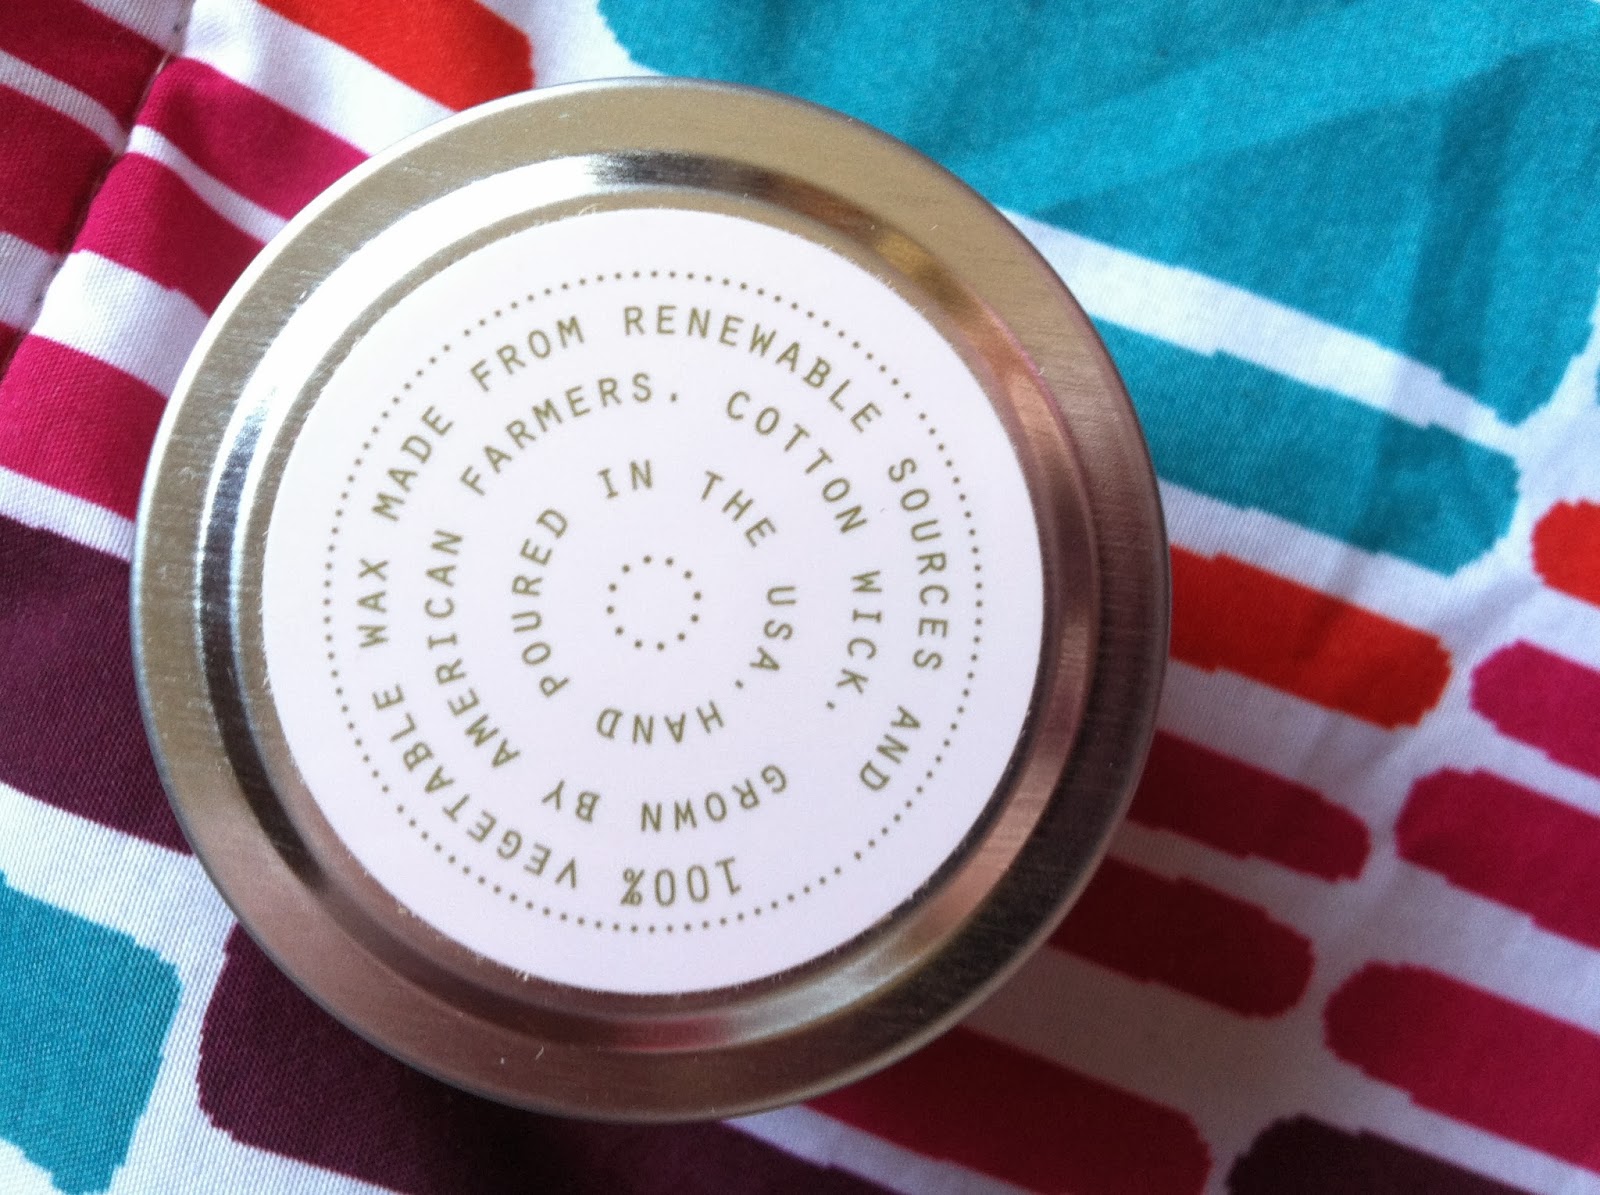 100% VEGETABLE WAX MADE FROM RENEWABLE SOURCES AND
GROWN BY AMERICAN FARMERS. COTTON WICK.
HAND POURED IN THE USA.